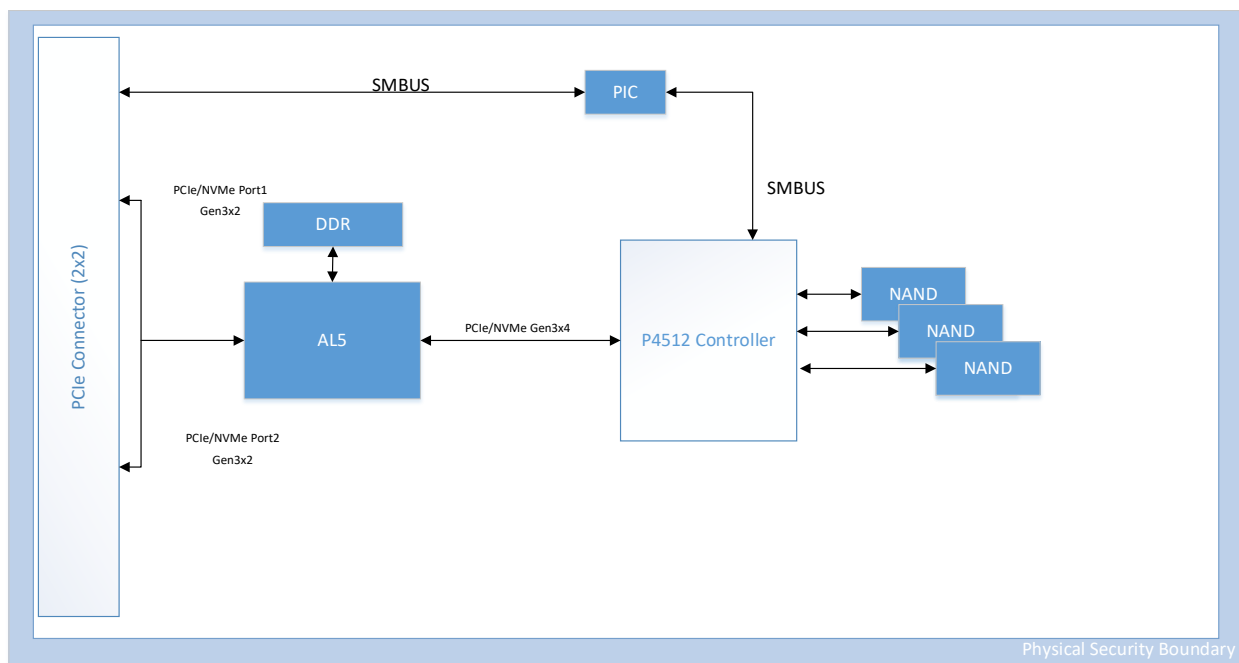 SMBUS
PIC
SMBUS
PCIe/NVMe Port1
Gen3x2
DDR
PCIe Connector (2x2)
AL5
PCIe/NVMe Gen3x4
P4512 Controller
NAND
NAND
NAND
PCIe/NVMe Port2
Gen3x2
Physical Security Boundary